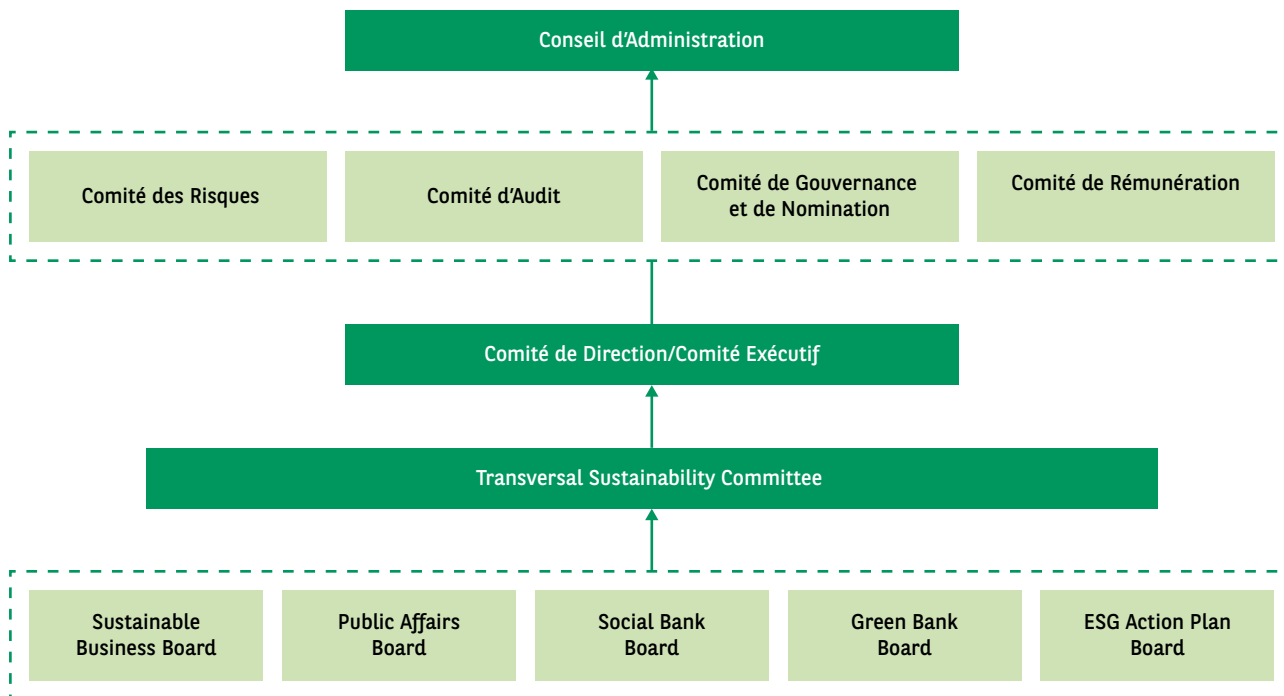 Conseil d'Administration
Comité des Risques
Comité d'Audit
Comité de Gouvernance
et de Nomination
Comité de Rémunération
Comité de Direction/Comité Exécutif
Transversal Sustainability Committee
Sustainable
Business Board
Public Affairs
Board
Social Bank
Board
Green Bank
Board
ESG Action Plan
Board